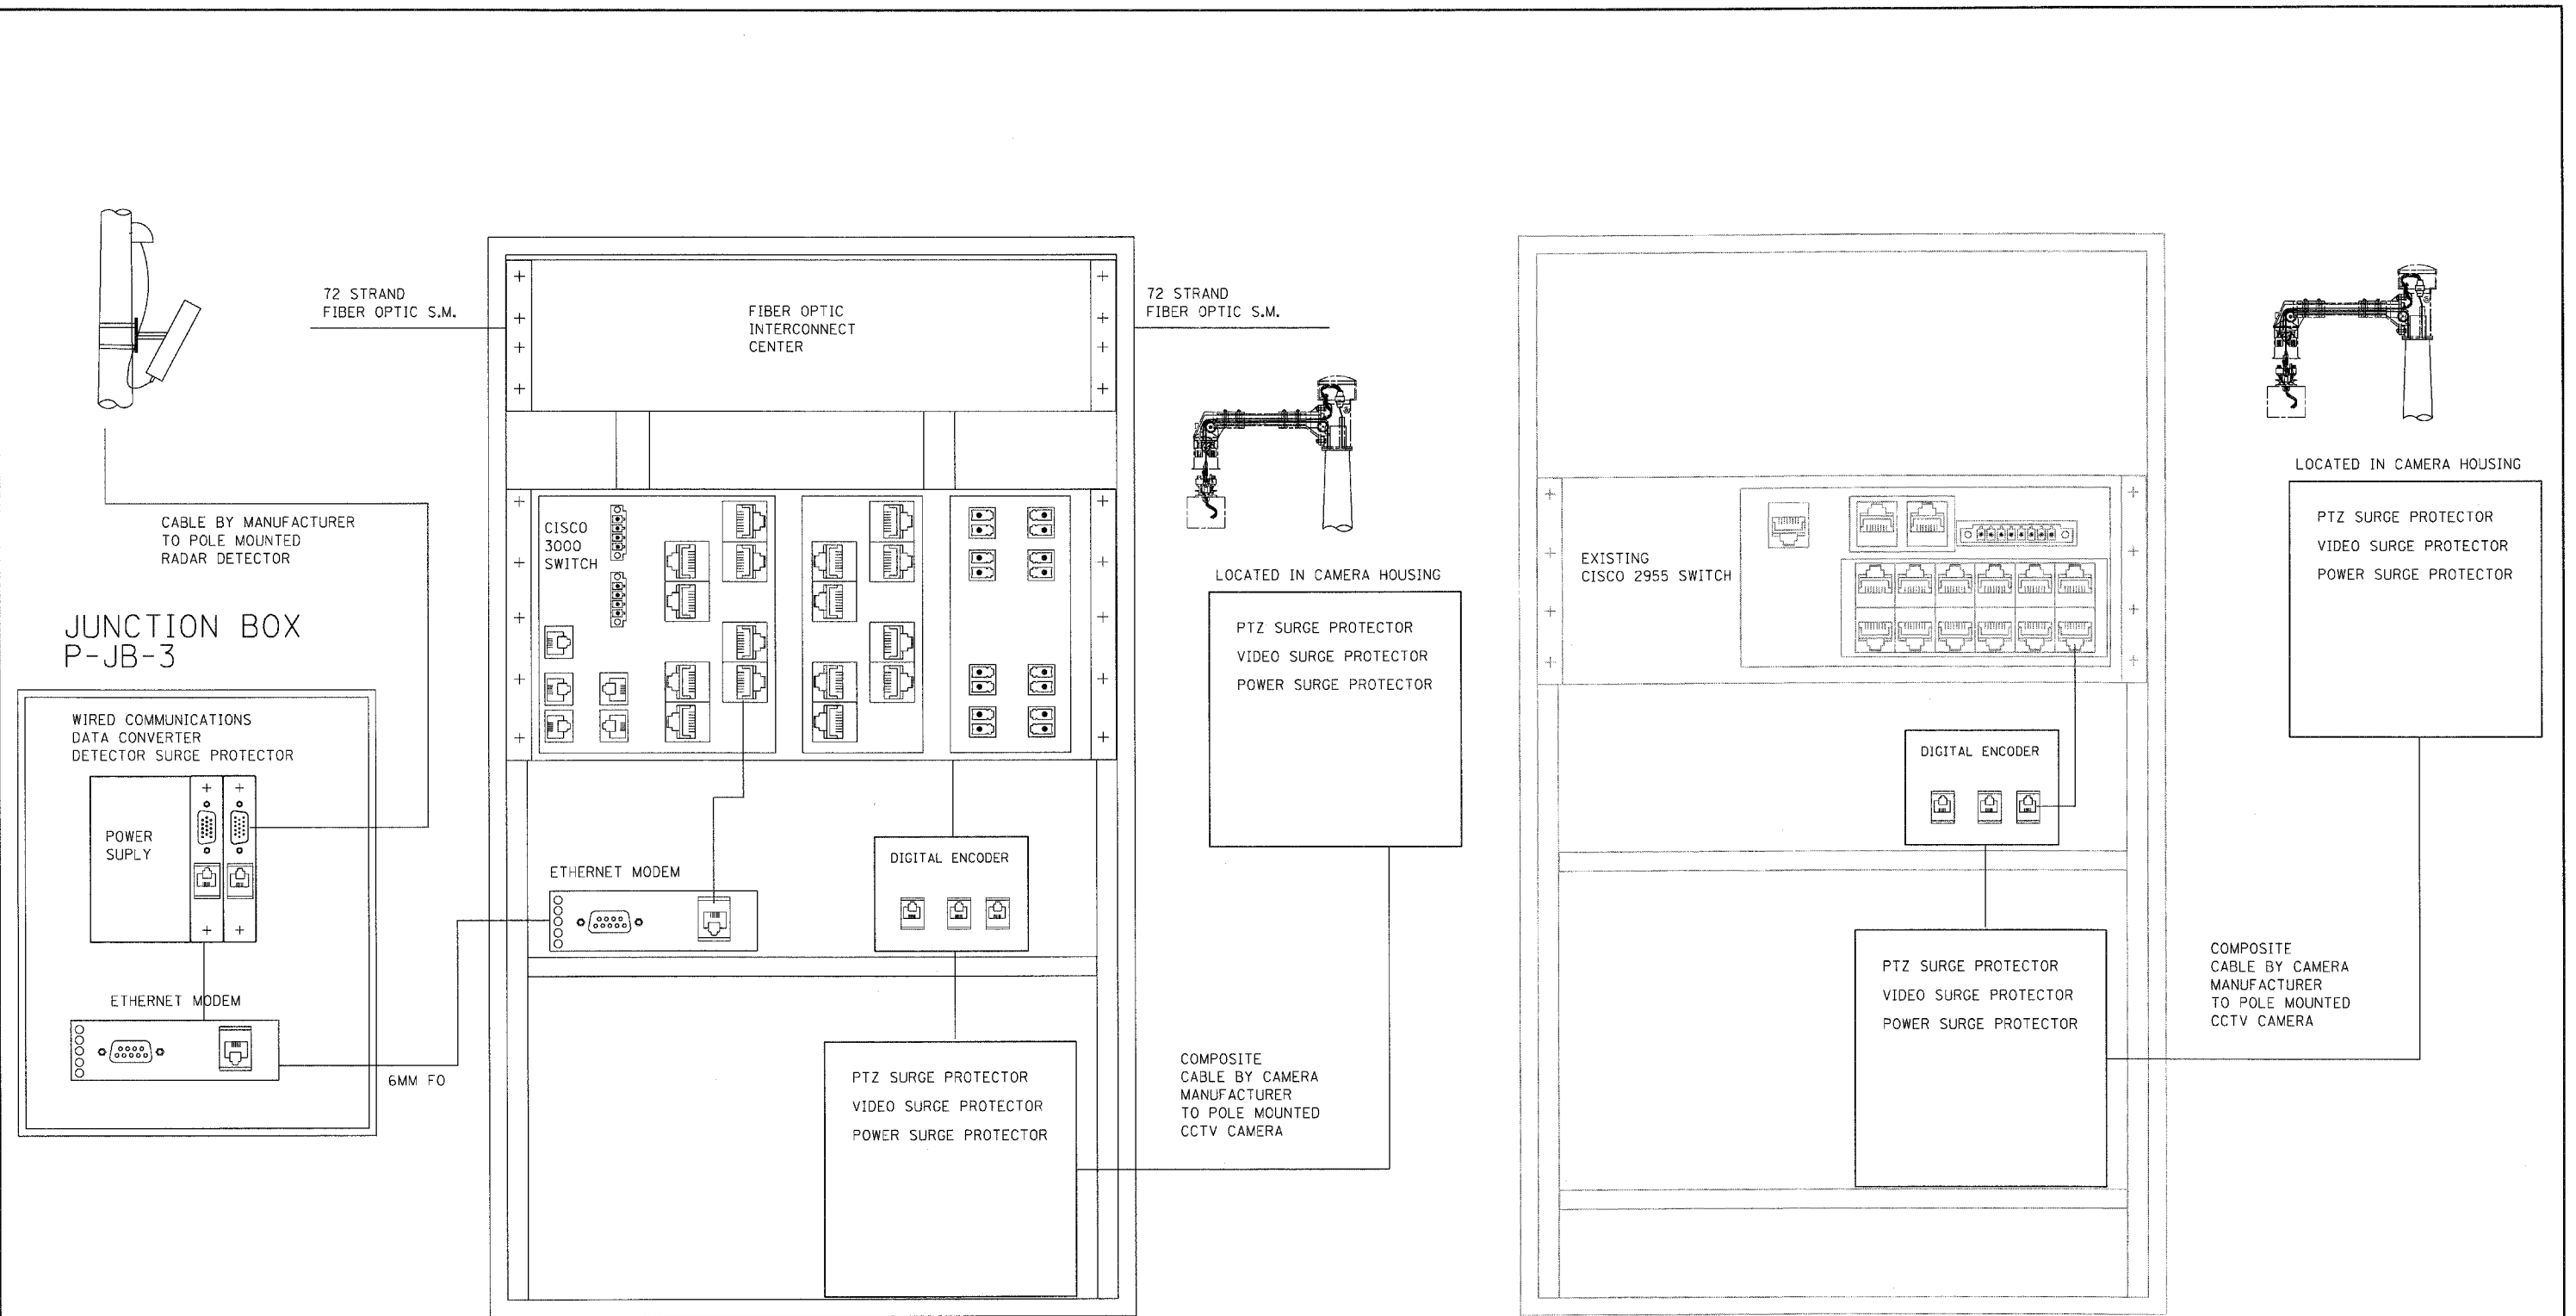 72 STRAND
FIBER OPTIC S.M.
FIBER OPTIC
INTERCONNECT
CENTER
72 STRAND
FIBER OPTIC S.M.
CABLE BY MANUFACTURER
TO POLE MOUNTED
RADAR DETECTOR
JUNCTION BOX
P-JB-3
WIRED COMMUNICATIONS
DATA CONVERTER
DETECTOR SURGE PROTECTOR
POWER
SUPLY
ETHERNET MODEM
6MM FO
CISCO
3000
SWITCH
ETHERNET MODEM
DIGITAL ENCODER
PTZ SURGE PROTECTOR
VIDEO SURGE PROTECTOR
POWER SURGE PROTECTOR
LOCATED IN CAMERA HOUSING
PTZ SURGE PROTECTOR
VIDEO SURGE PROTECTOR
POWER SURGE PROTECTOR
COMPOSITE
CABLE BY CAMERA
MANUFACTURER
TO POLE MOUNTED
CCTV CAMERA
EXISTING
CISCO 2955 SWITCH
DIGITAL ENCODER
PTZ SURGE PROTECTOR
VIDEO SURGE PROTECTOR
POWER SURGE PROTECTOR
LOCATED IN CAMERA HOUSING
PTZ SURGE PROTECTOR
VIDEO SURGE PROTECTOR
POWER SURGE PROTECTOR
COMPOSITE
CABLE BY CAMERA
MANUFACTURER
TO POLE MOUNTED
CCTV CAMERA